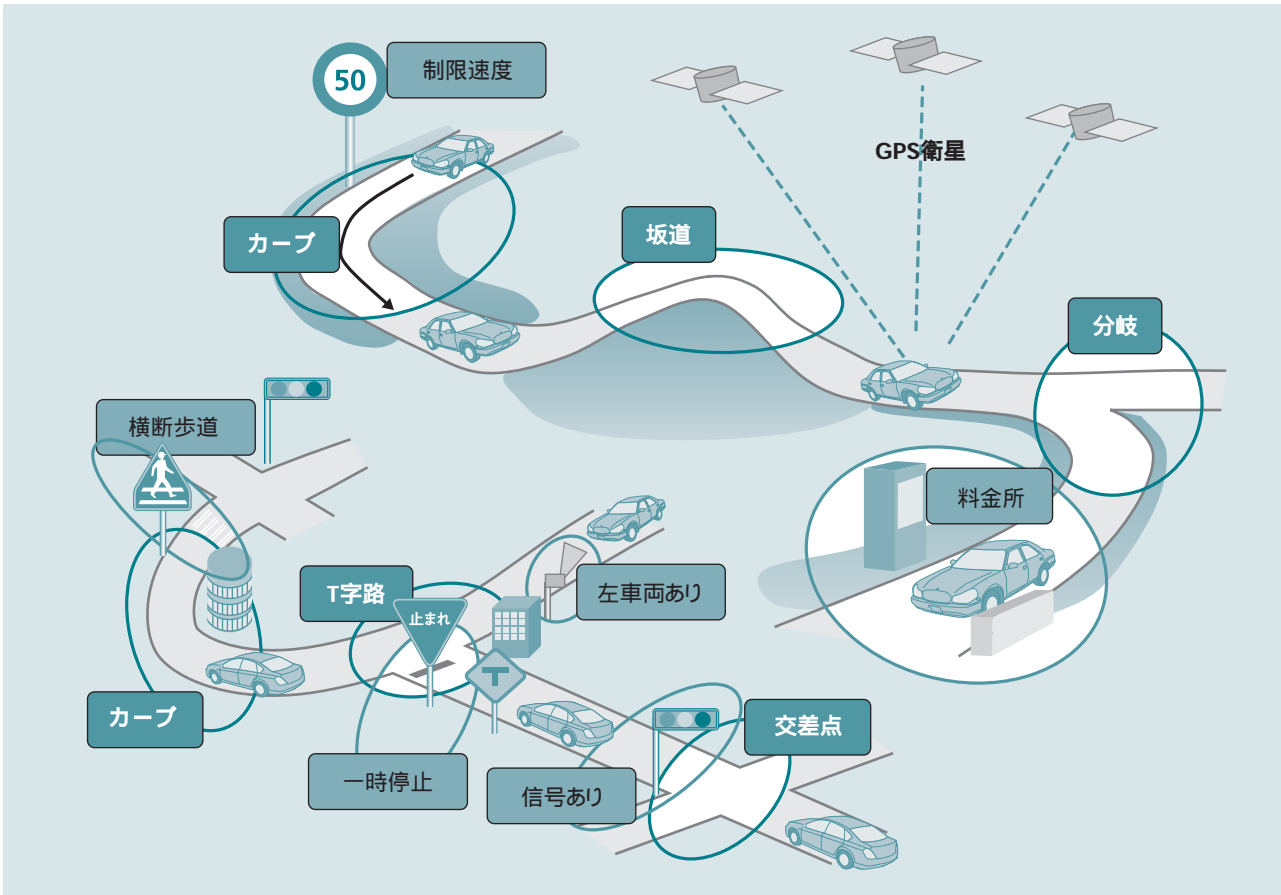 50
制限速度
GPS衛星
カーブ
坂道
分岐
横断歩道
料金所
T字路
止まれ
左車両あり
カーブ
交差点
一時停止
信号あり